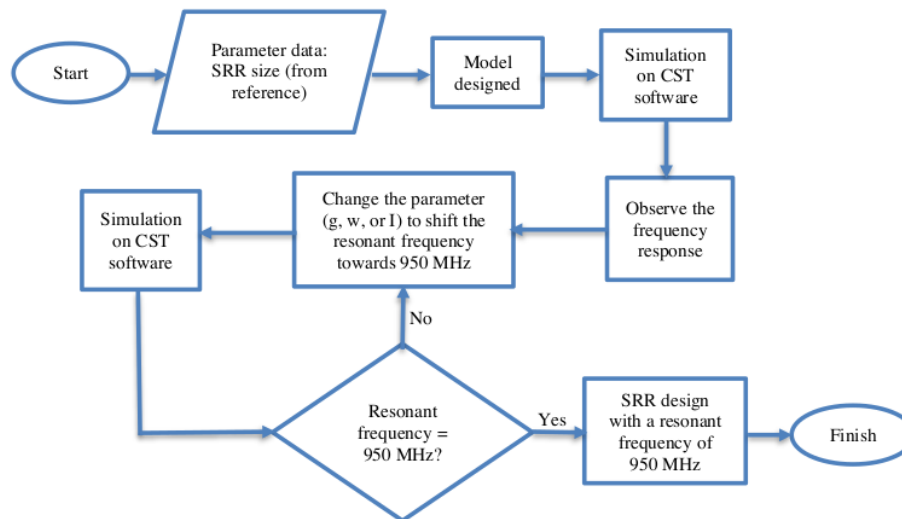 Start
Parameter data:
SRR size (from
reference)
Model
designed
Simulation
on CST
software
Observe the
frequency
response
Change the parameter
(g, w, or I) to shift the
resonant frequency
towards 950 MHz
Simulation
on CST
software
No
Resonant
frequency =
950 MHz?
Yes
SRR design
with a resonant
frequency of
950 MHz
Finish